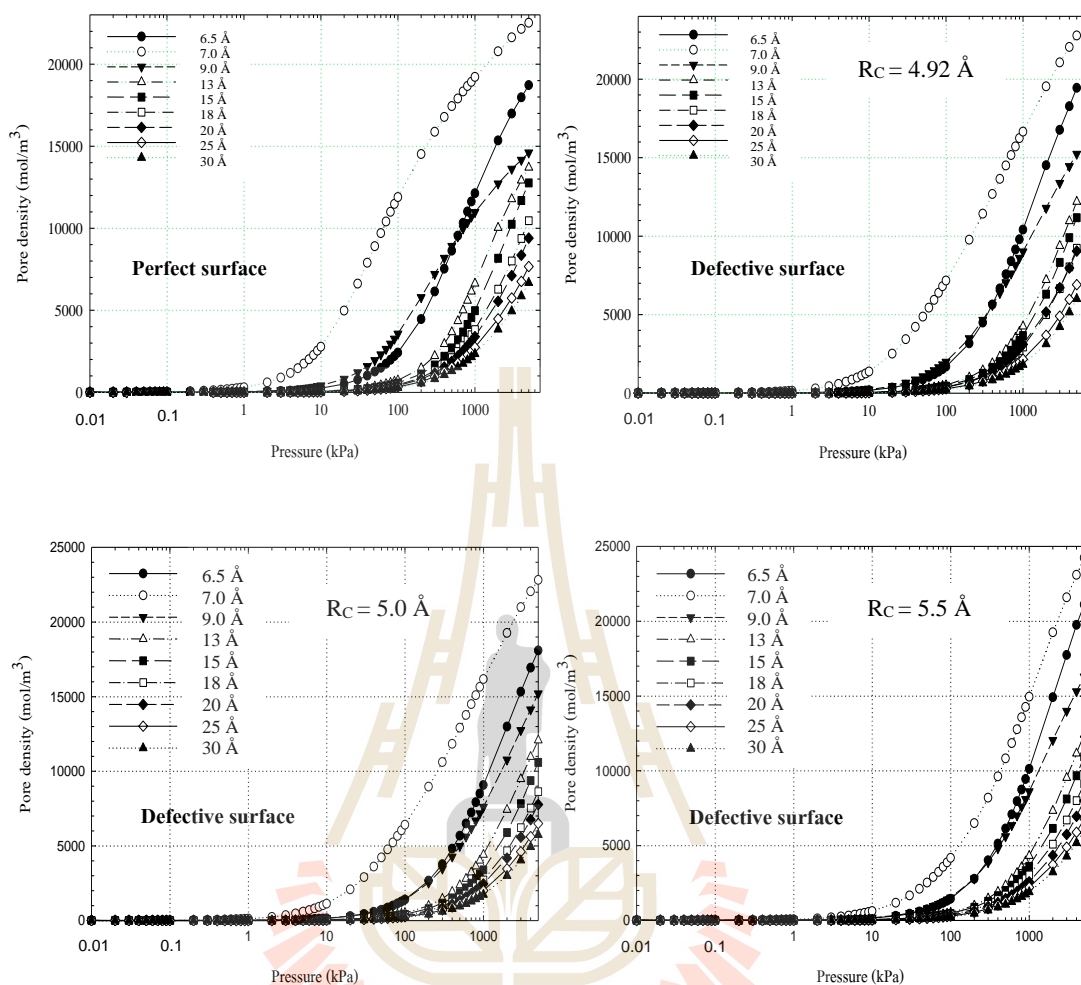 6.5 Å
7.0 Å
9.0 Å
13 Å
15 Å
18 Å
20 Å
25 Å
30 Å
Perfect surface
Pore density (mol/m³)
20000
15000
10000
5000
0
0.01
0.1
1
10
100
1000
Pressure (kPa)
6.5 Å
7.0 Å
9.0 Å
13 Å
15 Å
18 Å
20 Å
25 Å
30 Å
RC = 4.92 Å
Defective surface
Pore density (mol/m³)
20000
15000
10000
5000
0
0.01
0.1
1
10
100
1000
Pressure (kPa)
6.5 Å
7.0 Å
9.0 Å
13 Å
15 Å
18 Å
20 Å
25 Å
30 Å
RC = 5.0 Å
Defective surface
Pore density (mol/m³)
25000
20000
15000
10000
5000
0
0.01
0.1
1
10
100
1000
Pressure (kPa)
6.5 Å
7.0 Å
9.0 Å
13 Å
15 Å
18 Å
20 Å
25 Å
30 Å
RC = 5.5 Å
Defective surface
Pore density (mol/m³)
25000
20000
15000
10000
5000
0
0.01
0.1
1
10
100
1000
Pressure (kPa)